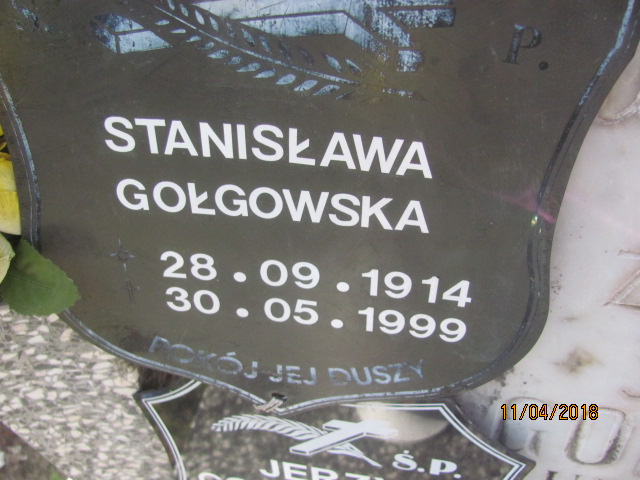 P.
STANISŁAWA
GOŁGOWSKA
28 . 09 . 1914
30 . 05 . 1999
POKÓJ JEJ DUSZY
Ś.P.
11/04/2018